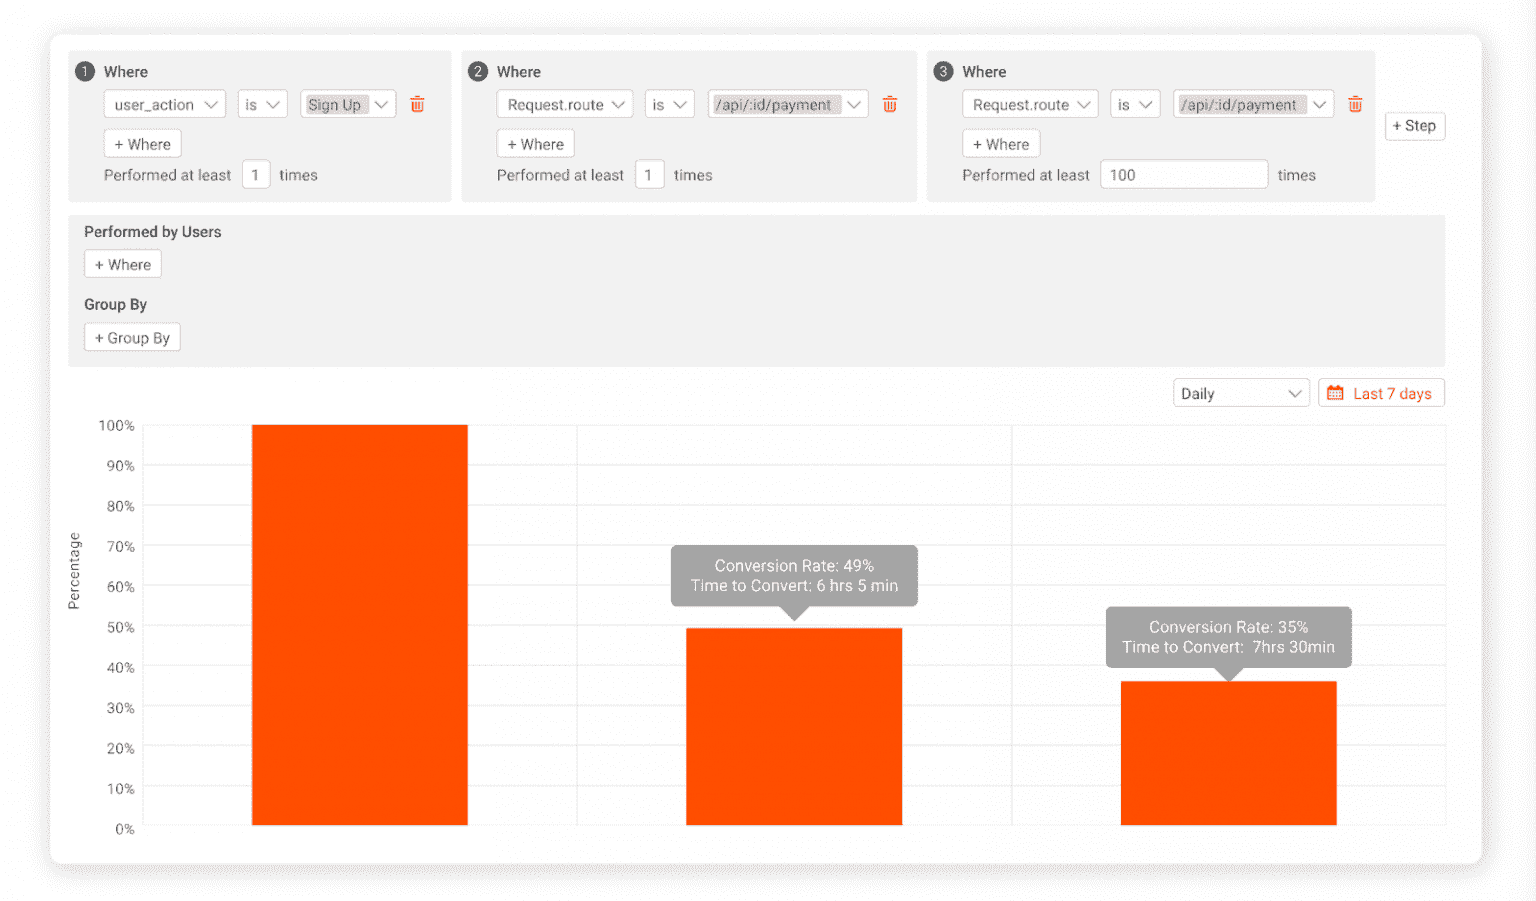 1 Where
user_action is Sign Up
+ Where
Performed at least 1 times
2 Where
Request.route is /api/:id/payment
+ Where
Performed at least 1 times
3 Where
Request.route is /api/:id/payment
+ Where
Performed at least 100 times
+ Step
Performed by Users
+ Where
Group By
+ Group By
Daily
Last 7 days
Percentage
100%
90%
80%
70%
60%
50%
40%
30%
20%
10%
0%
Conversion Rate: 49%
Time to Convert: 6 hrs 5 min
Conversion Rate: 35%
Time to Convert: 7hrs 30min